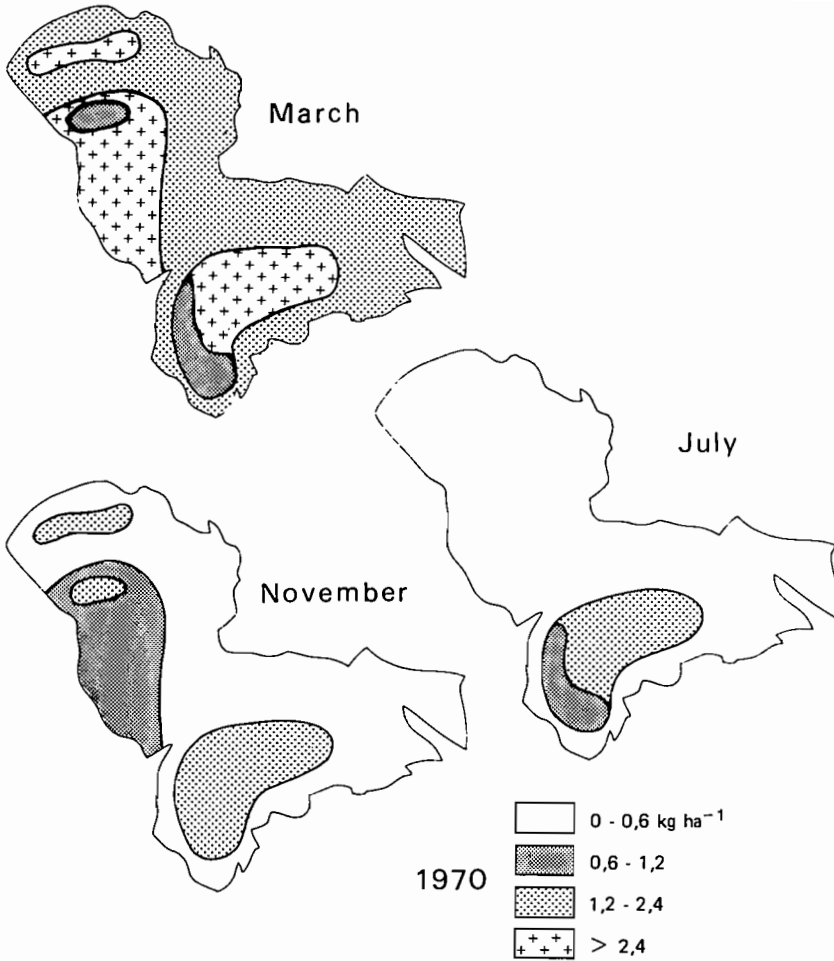 March
July
November
1970
0 - 0,6 kg ha⁻¹
0,6 - 1,2
1,2 - 2,4
> 2,4